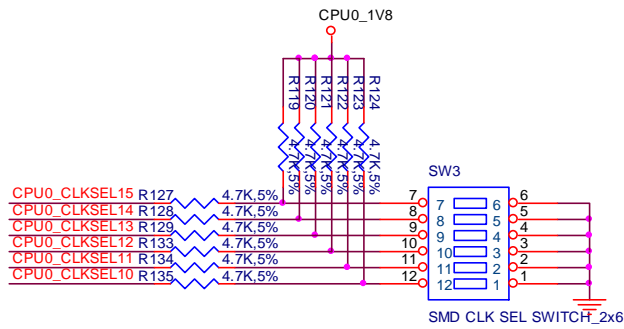 CPU0_1V8
R119
R120
R121
R122
R123
R124
4.7K,5%
4.7K,5%
4.7K,5%
4.7K,5%
4.7K,5%
4.7K,5%
SW3
CPU0_CLKSEL15 R127 4.7K,5% 7 7 6 6
CPU0_CLKSEL14 R128 4.7K,5% 8 8 5 5
CPU0_CLKSEL13 R129 4.7K,5% 9 9 4 4
CPU0_CLKSEL12 R133 4.7K,5% 10 10 3 3
CPU0_CLKSEL11 R134 4.7K,5% 11 11 2 2
CPU0_CLKSEL10 R135 4.7K,5% 12 12 1 1
SMD CLK SEL SWITCH_2x6